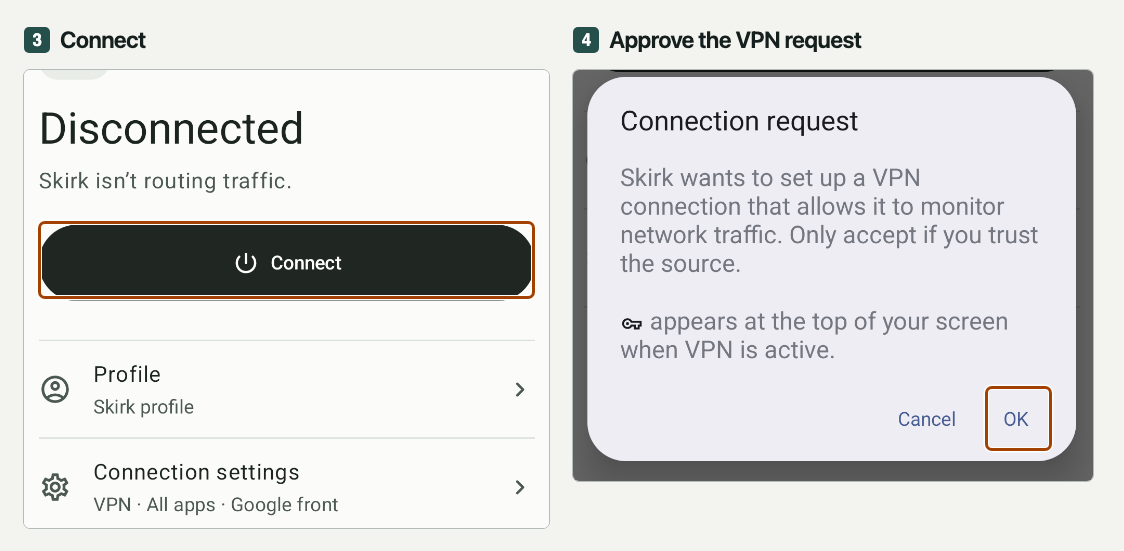 3 Connect
Disconnected
Skirk isn’t routing traffic.
Connect
Profile
Skirk profile
Connection settings
VPN · All apps · Google front
4 Approve the VPN request
Connection request
Skirk wants to set up a VPN
connection that allows it to monitor
network traffic. Only accept if you trust
the source.
appears at the top of your screen
when VPN is active.
Cancel
OK